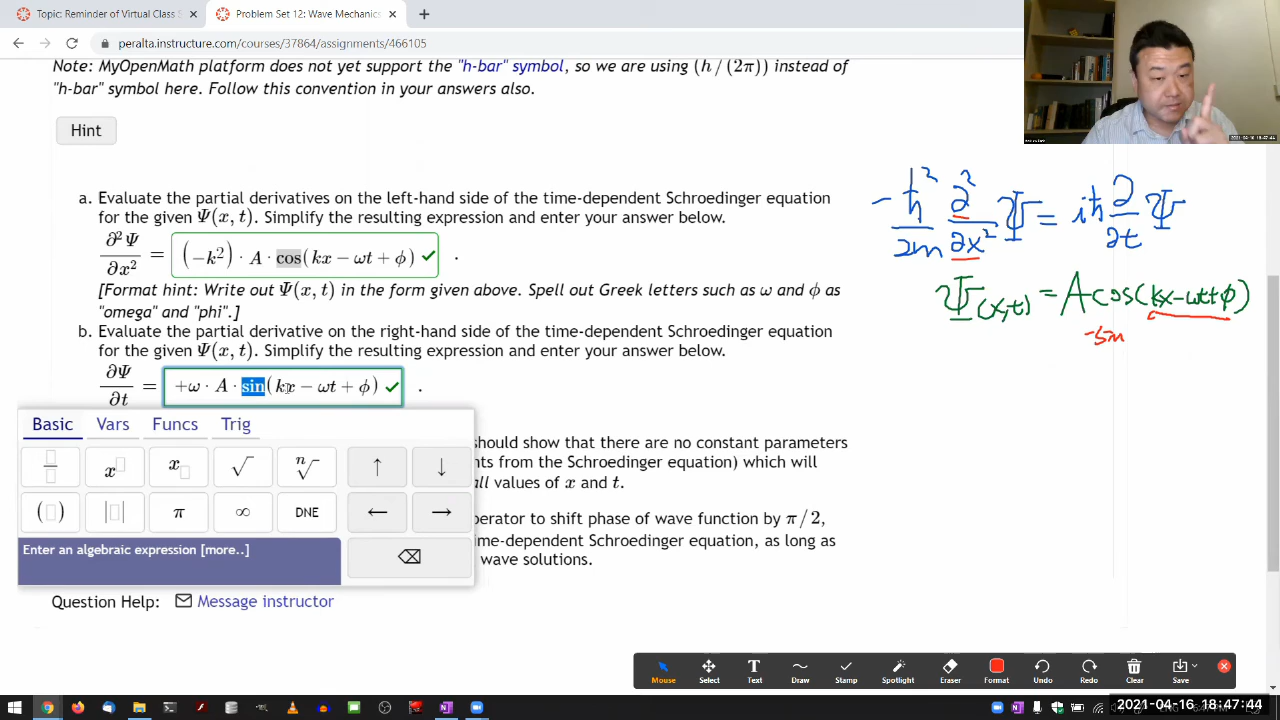 Topic: Reminder of Virtual Class S
Problem Set 12: Wave Mechanics
peralta.instructure.com/courses/37864/assignments/466105
Note: MyOpenMath platform does not yet support the "h-bar" symbol, so we are using (h/(2π)) instead of
"h-bar" symbol here. Follow this convention in your answers also.
Hint
a. Evaluate the partial derivatives on the left-hand side of the time-dependent Schroedinger equation
for the given Ψ(x, t). Simplify the resulting expression and enter your answer below.
∂²Ψ/∂x² = (−k²) · A · cos(kx − ωt + ϕ) .
[Format hint: Write out Ψ(x, t) in the form given above. Spell out Greek letters such as ω and ϕ as
"omega" and "phi".]
b. Evaluate the partial derivative on the right-hand side of the time-dependent Schroedinger equation
for the given Ψ(x, t). Simplify the resulting expression and enter your answer below.
∂Ψ/∂t = +ω · A · sin(kx − ωt + ϕ) .
Basic Vars Funcs Trig
√ ⁿ√ ↑ ↓
(□) |□| π ∞ DNE ← →
Enter an algebraic expression [more..]
should show that there are no constant parameters
nts from the Schroedinger equation) which will
all values of x and t.
perator to shift phase of wave function by π/2,
ime-dependent Schroedinger equation, as long as
wave solutions.
Question Help: Message instructor
-ħ²/2m ∂²/∂x² Ψ = iħ ∂/∂t Ψ
Ψ(x,t) = A cos(kx-ωt+ϕ)
-sin
Mouse Select Text Draw Stamp Spotlight Eraser Format Undo Redo Clear Save
2021-04-16 18:47:44
2021-04-16 18:47:44